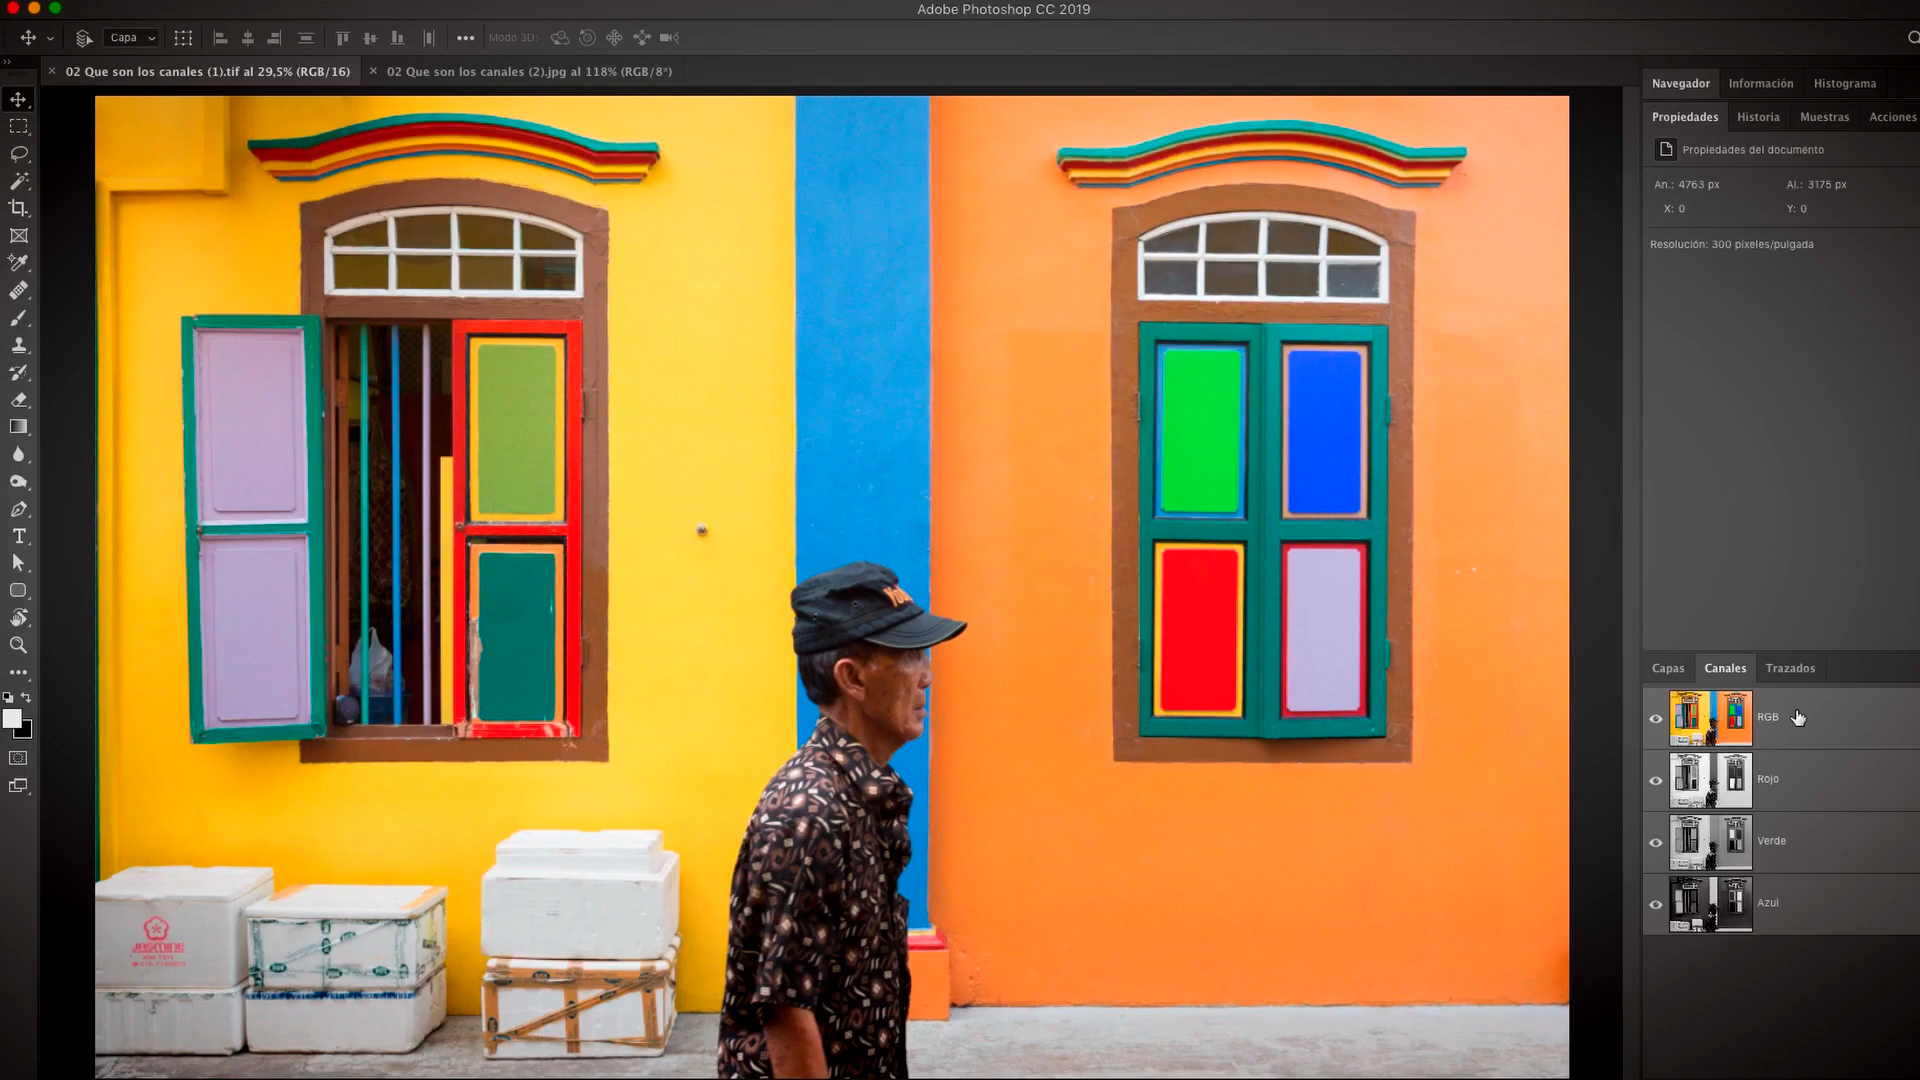 Adobe Photoshop CC 2019
Capa
Modo 3D:
02 Que son los canales (1).tif al 29,5% (RGB/16)
02 Que son los canales (2).jpg al 118% (RGB/8*)
Navegador
Información
Histograma
Propiedades
Historia
Muestras
Acciones
Propiedades del documento
An.: 4763 px
Al.: 3175 px
X: 0
Y: 0
Resolución: 300 píxeles/pulgada
Capas
Canales
Trazados
RGB
Rojo
Verde
Azul
JASMINE